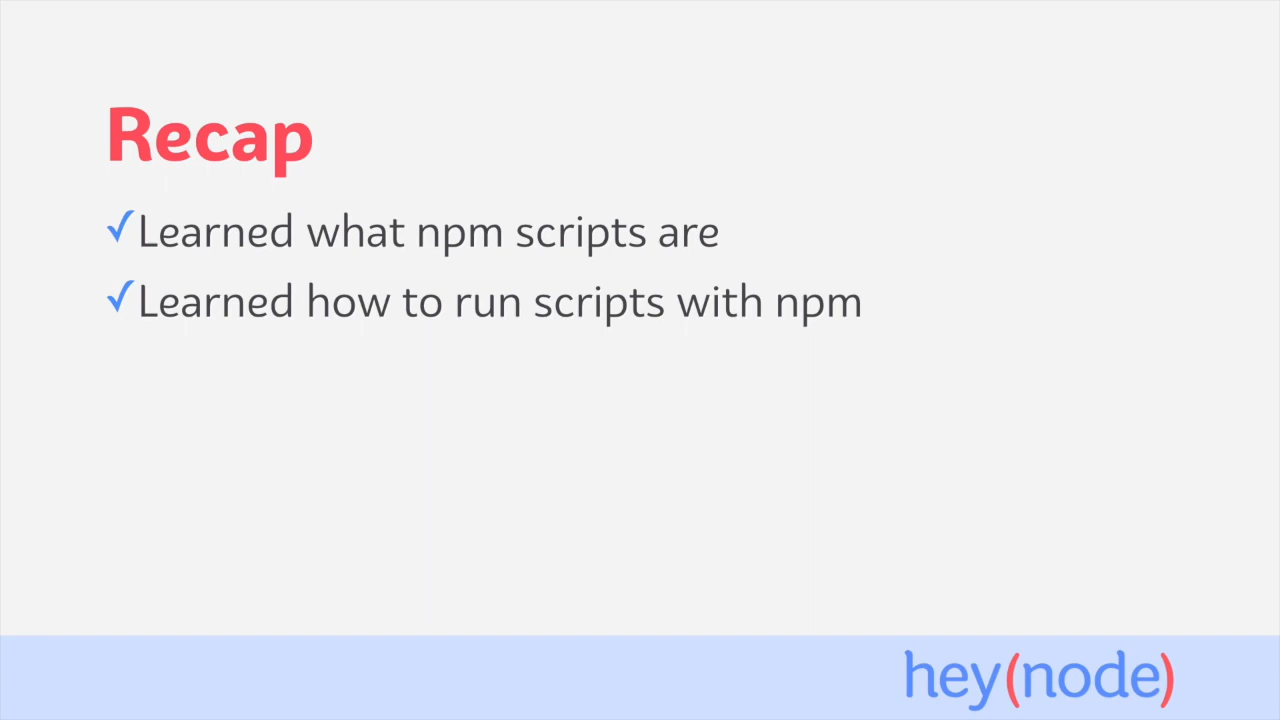 Recap
✓Learned what npm scripts are
✓Learned how to run scripts with npm
hey(node)